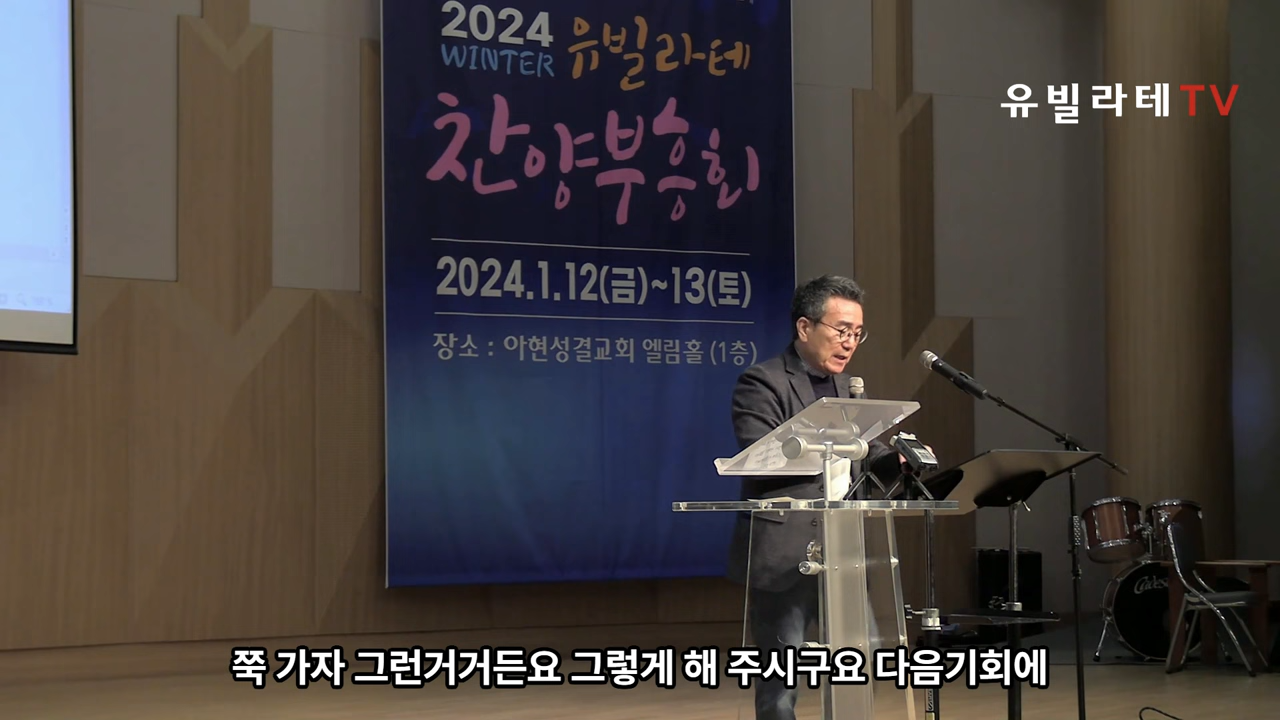 2024
WINTER 유빌라테
찬양부흥회
2024.1.12(금)~13(토)
장소 : 아현성결교회 엘림홀 (1층)
유빌라테TV
쭉 가자 그런거거든요 그렇게 해 주시구요 다음기회에